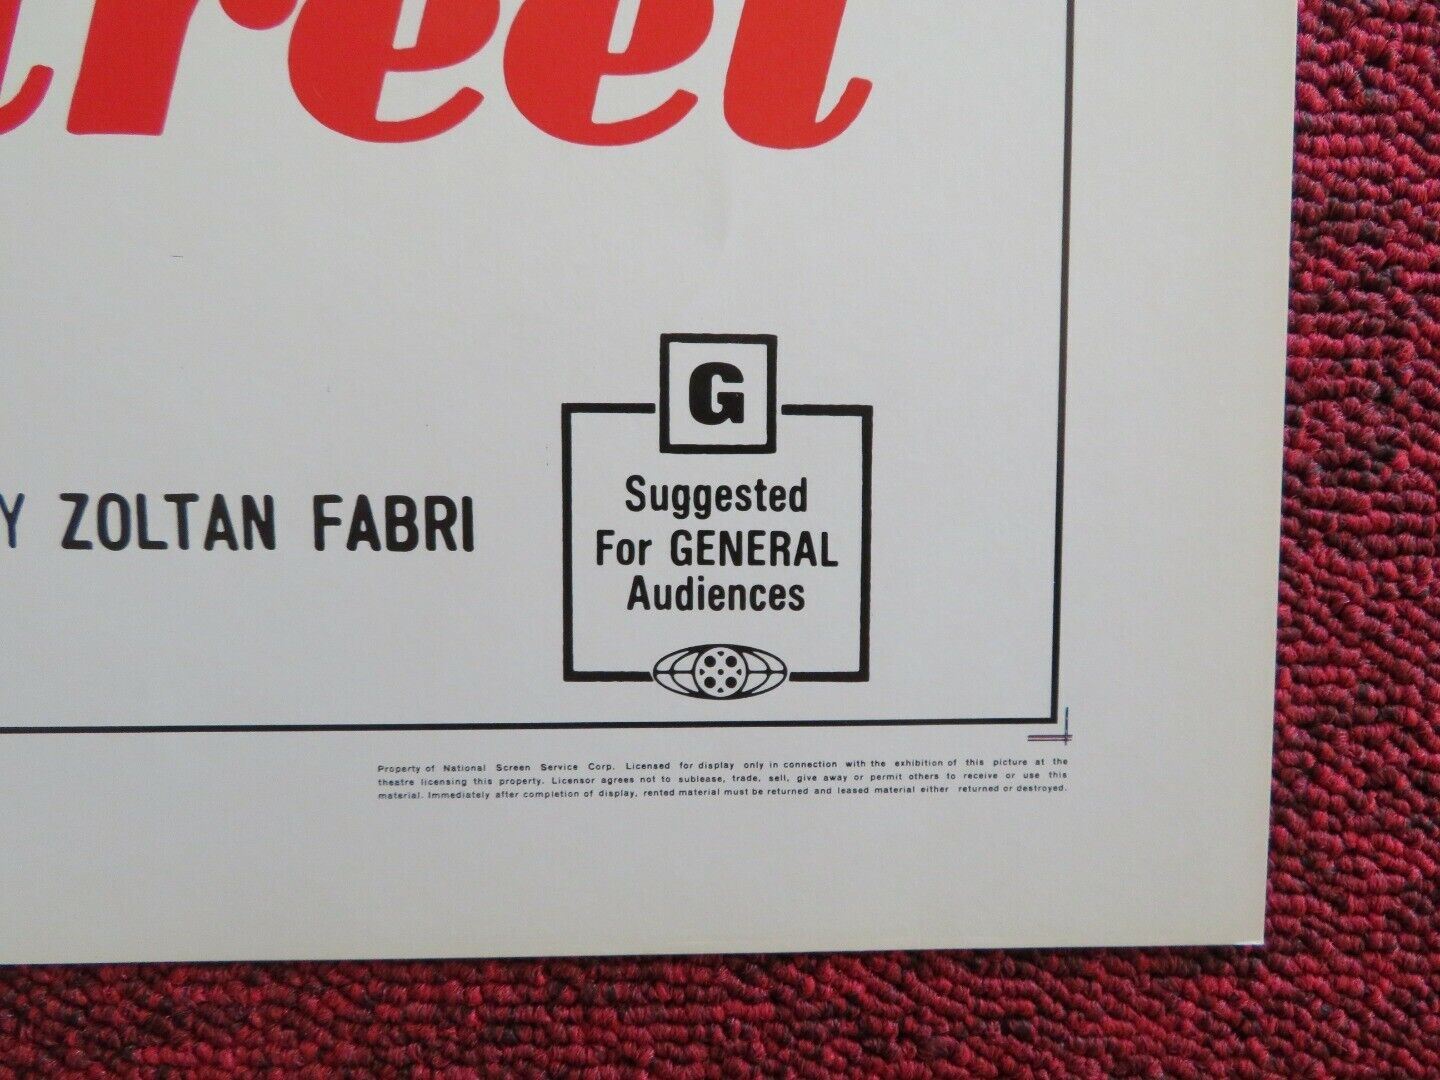 treet
G
Suggested
For GENERAL
Audiences
Y ZOLTAN FABRI
Property of National Screen Service Corp. Licensed for display only in connection with the exhibition of this picture at the
theatre licensing this property. Licensor agrees not to sublease, trade, sell, give away or permit others to receive or use this
material. Immediately after completion of display, rented material must be returned and leased material either returned or destroyed.